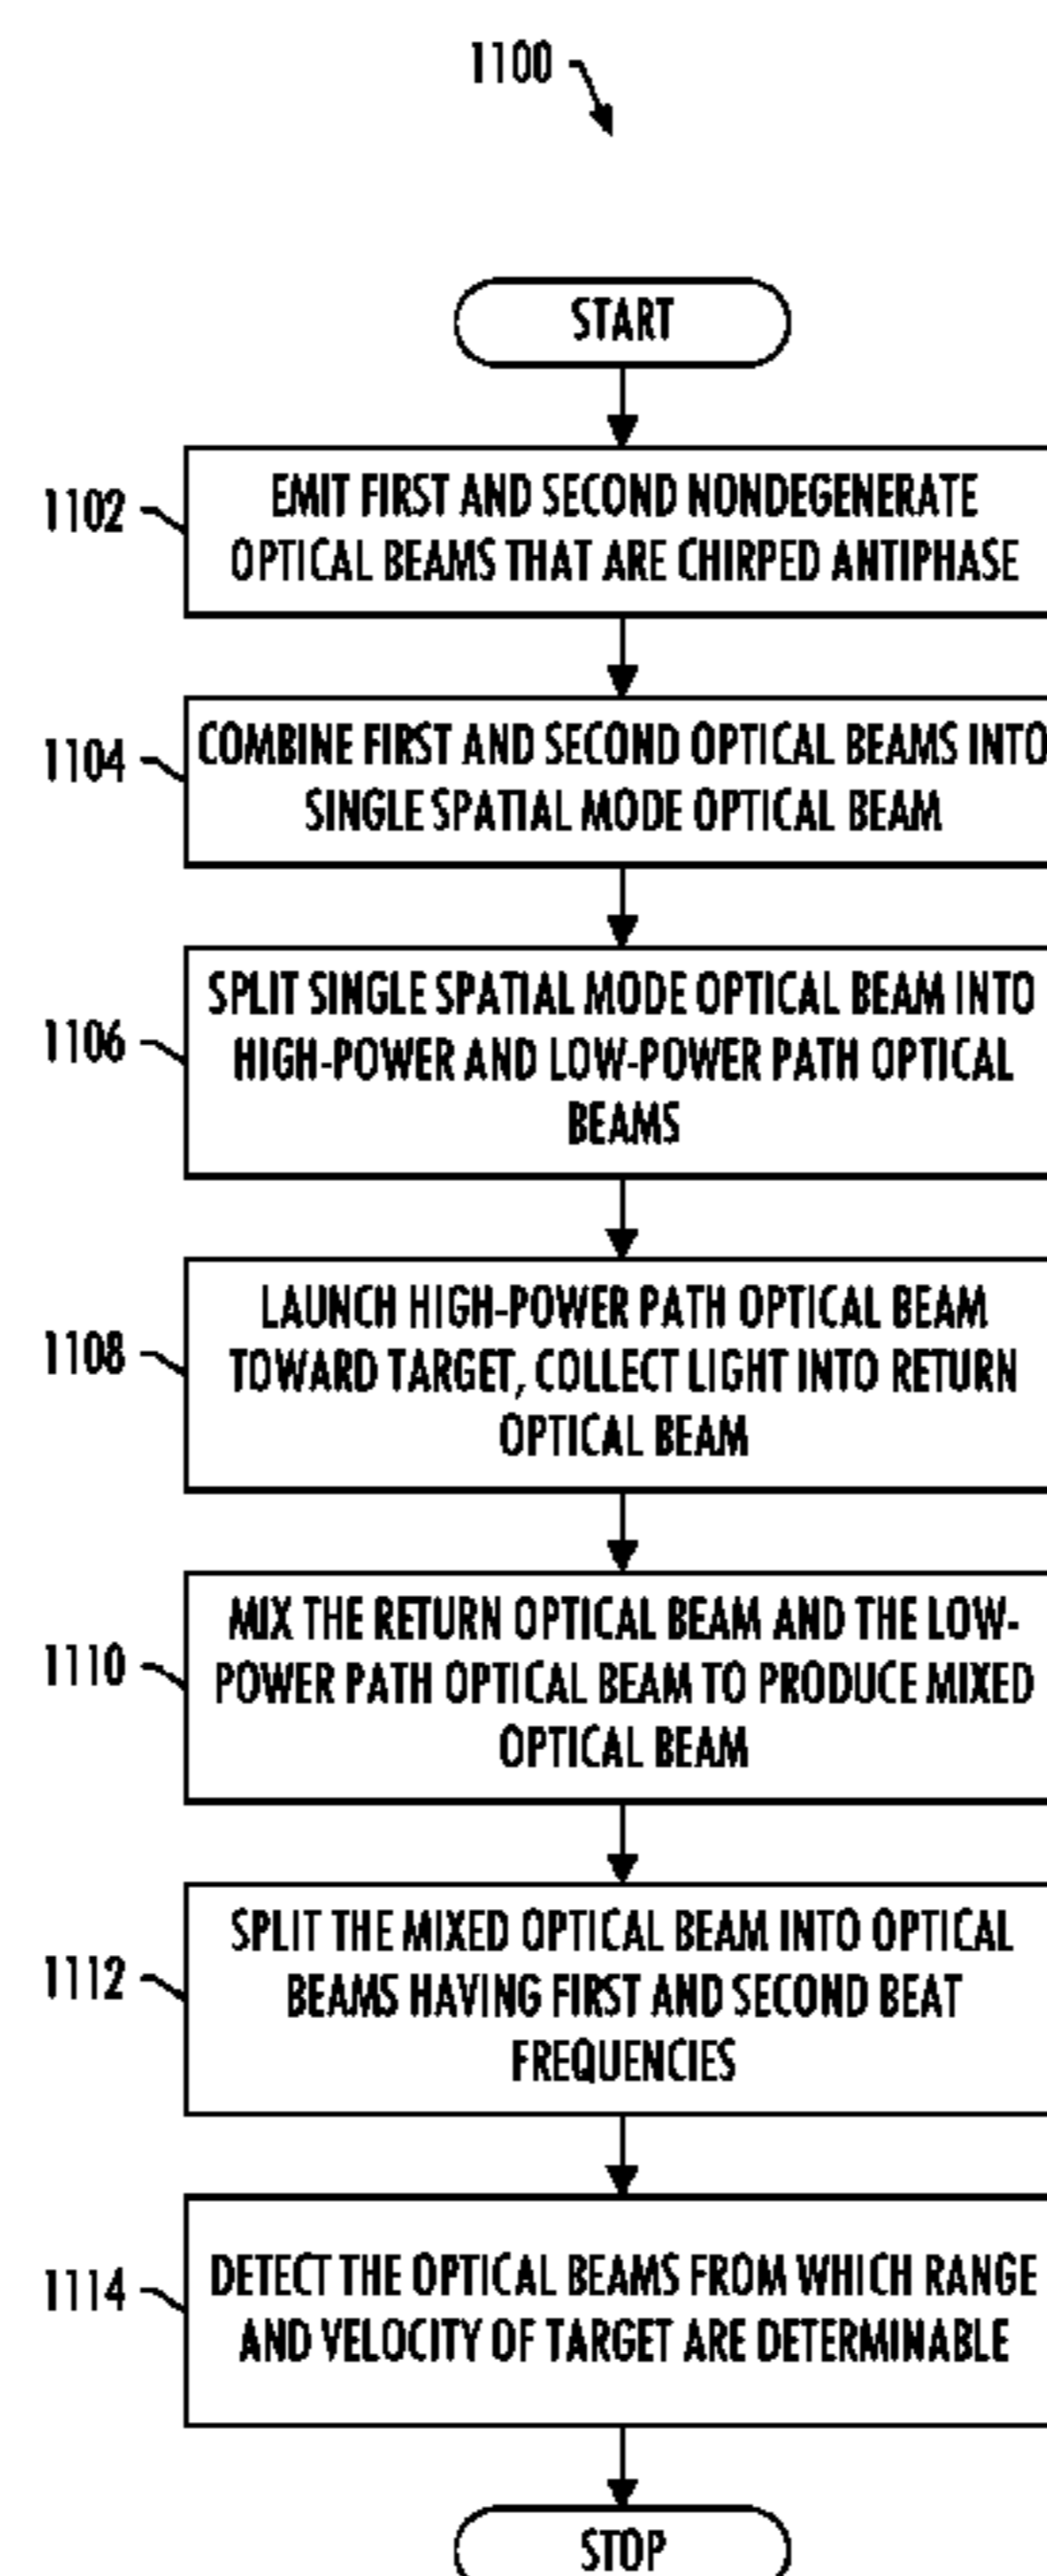 1100
START
1102
EMIT FIRST AND SECOND NONDEGENERATE
OPTICAL BEAMS THAT ARE CHIRPED ANTIPHASE
1104
COMBINE FIRST AND SECOND OPTICAL BEAMS INTO
SINGLE SPATIAL MODE OPTICAL BEAM
1106
SPLIT SINGLE SPATIAL MODE OPTICAL BEAM INTO
HIGH-POWER AND LOW-POWER PATH OPTICAL
BEAMS
1108
LAUNCH HIGH-POWER PATH OPTICAL BEAM
TOWARD TARGET, COLLECT LIGHT INTO RETURN
OPTICAL BEAM
1110
MIX THE RETURN OPTICAL BEAM AND THE LOW-
POWER PATH OPTICAL BEAM TO PRODUCE MIXED
OPTICAL BEAM
1112
SPLIT THE MIXED OPTICAL BEAM INTO OPTICAL
BEAMS HAVING FIRST AND SECOND BEAT
FREQUENCIES
1114
DETECT THE OPTICAL BEAMS FROM WHICH RANGE
AND VELOCITY OF TARGET ARE DETERMINABLE
STOP